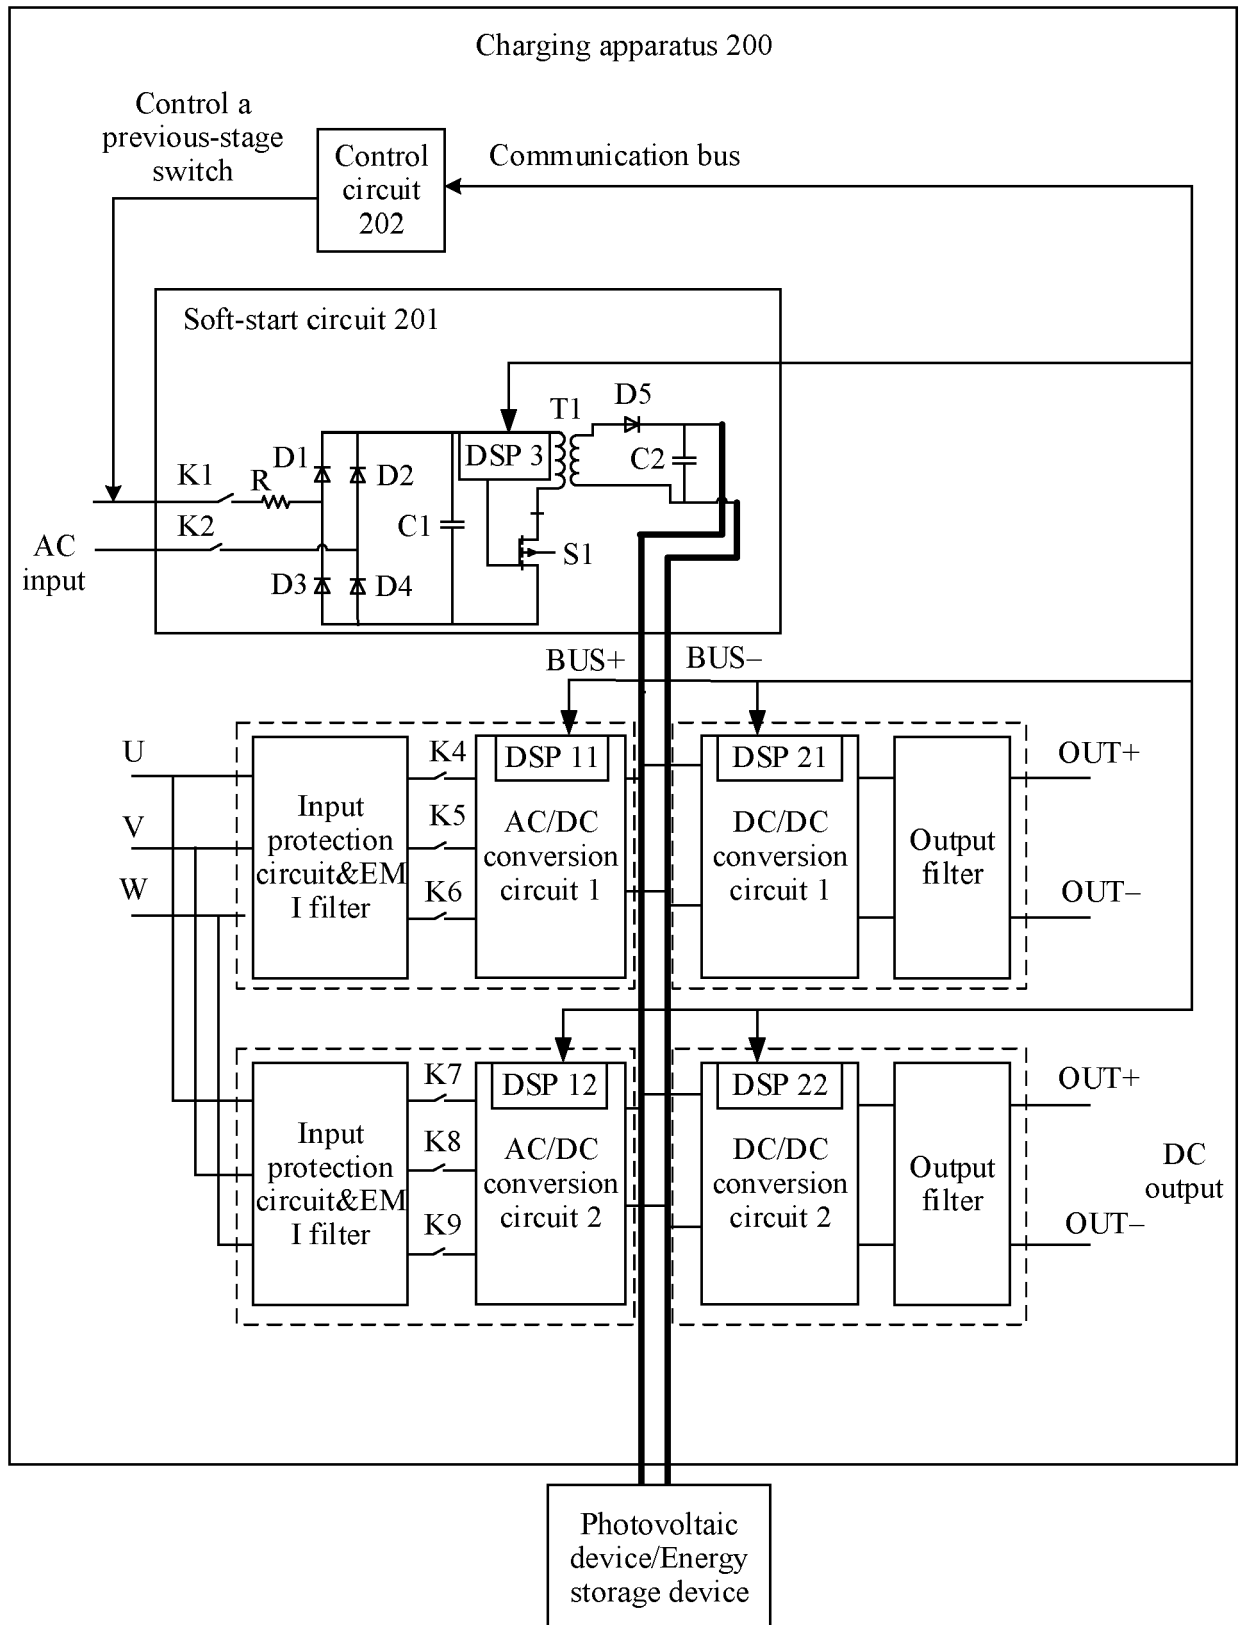 Charging apparatus 200
Control a
previous-stage
switch
Control
circuit
202
Communication bus
Soft-start circuit 201
D5
T1
DSP 3
C2
D1
D2
K1
R
C1
K2
S1
AC
input
D3
D4
BUS+
BUS–
U
K4
DSP 11
DSP 21
OUT+
V
K5
W
K6
Input
protection
circuit&EM
I filter
AC/DC
conversion
circuit 1
DC/DC
conversion
circuit 1
Output
filter
OUT–
K7
DSP 12
DSP 22
OUT+
K8
K9
Input
protection
circuit&EM
I filter
AC/DC
conversion
circuit 2
DC/DC
conversion
circuit 2
Output
filter
DC
output
OUT–
Photovoltaic
device/Energy
storage device